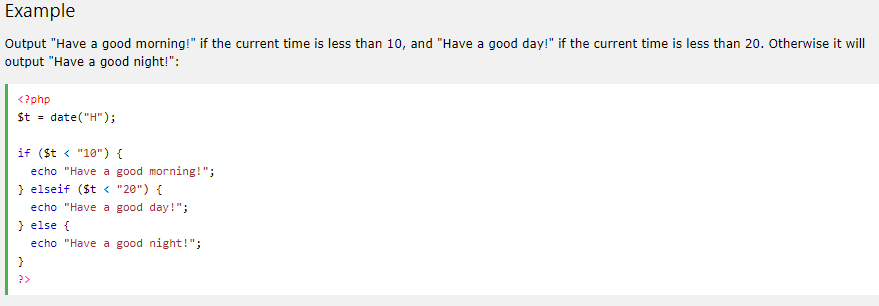 Example
Output "Have a good morning!" if the current time is less than 10, and "Have a good day!" if the current time is less than 20. Otherwise it will
output "Have a good night!":
<?php
$t = date("H");
if ($t < "10") {
  echo "Have a good morning!";
} elseif ($t < "20") {
  echo "Have a good day!";
} else {
  echo "Have a good night!";
}
?>